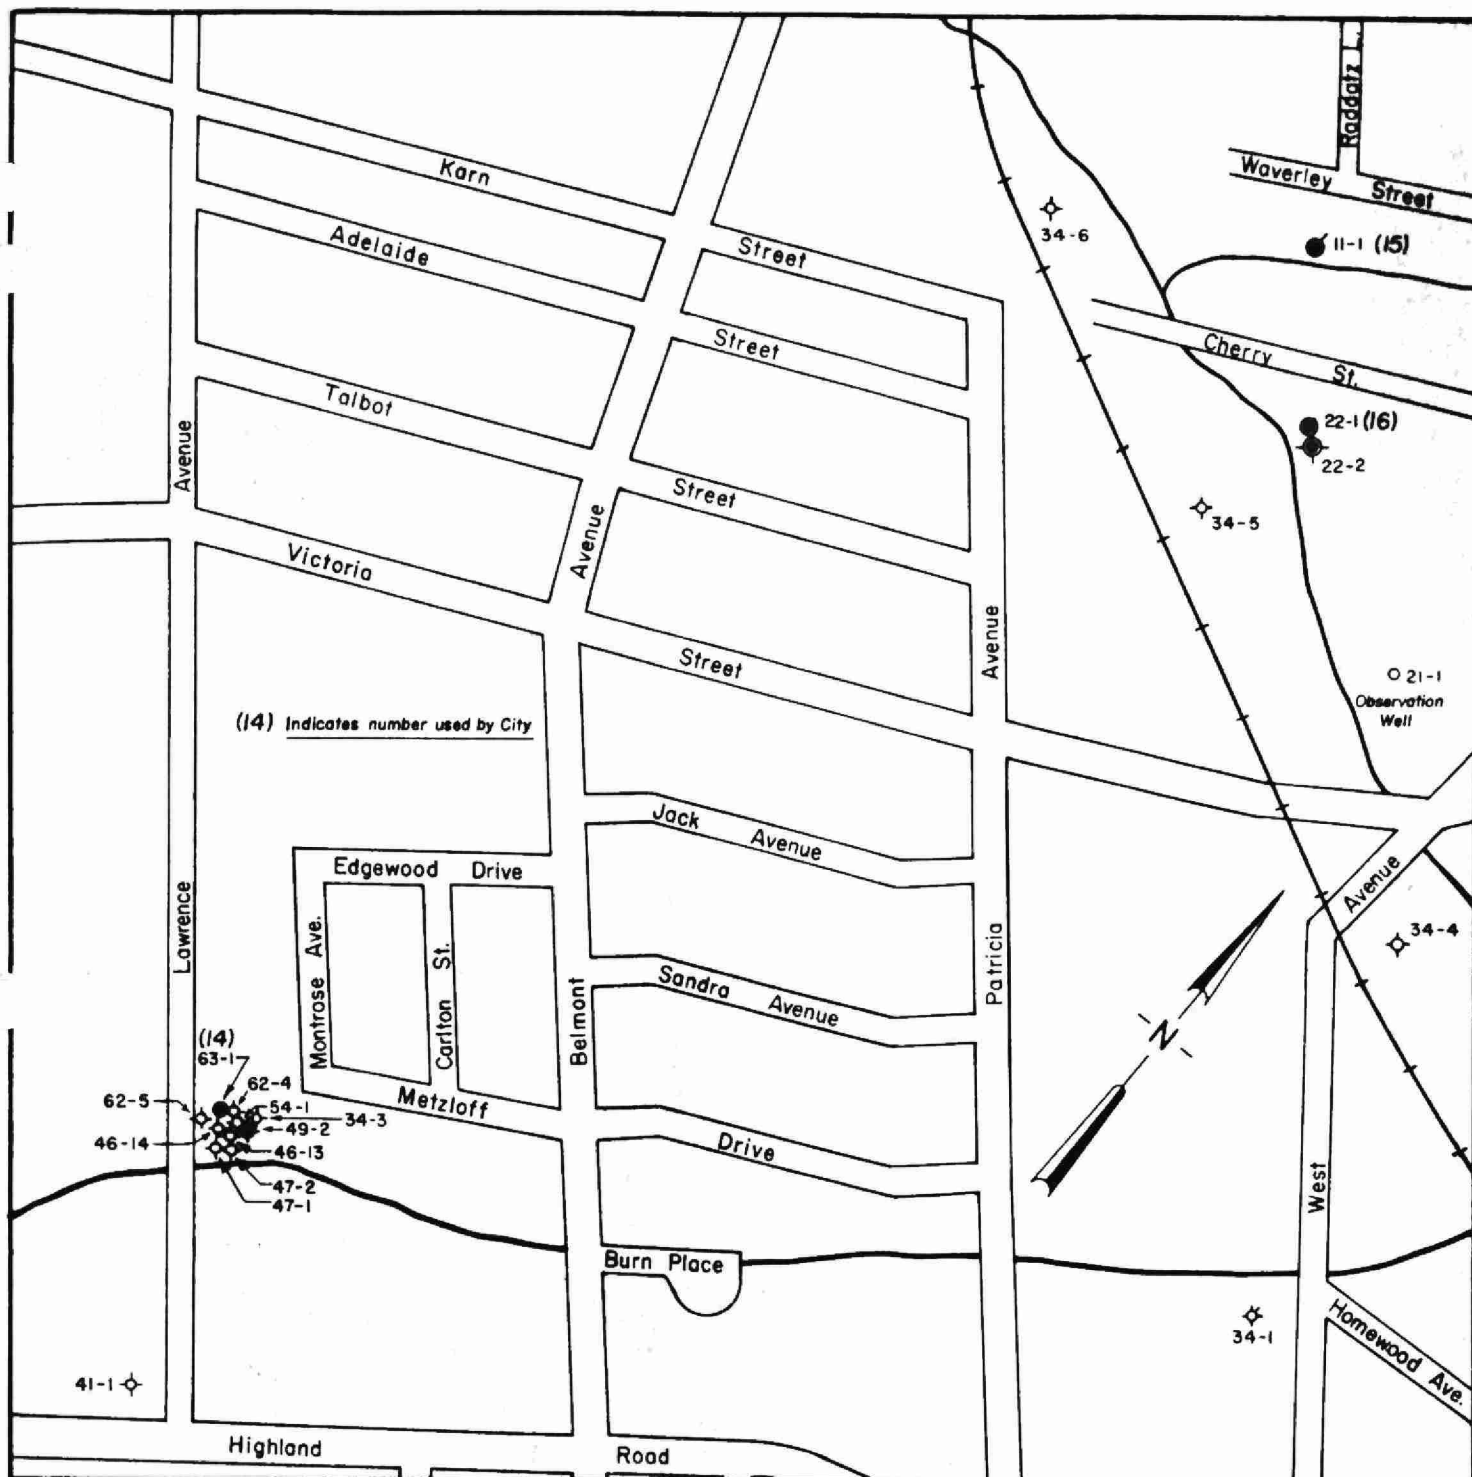 Raddatz L.
Waverley Street
Karn Street
34-6
11-1 (15)
Adelaide Street
Cherry St.
Talbot Street
22-1 (16)
22-2
Avenue
Avenue
34-5
Victoria Street
Avenue
21-1
Observation
Well
(14) Indicates number used by City
Jack Avenue
Edgewood Drive
Avenue
Lawrence
Montrose Ave.
Carlton St.
Belmont
Sandra Avenue
Patricia
34-4
N
(14)
63-1
62-4
62-5
54-1
34-3
49-2
46-14
46-13
47-2
47-1
Metzloff Drive
West
Burn Place
34-1
Homewood Ave.
41-1
Highland Road